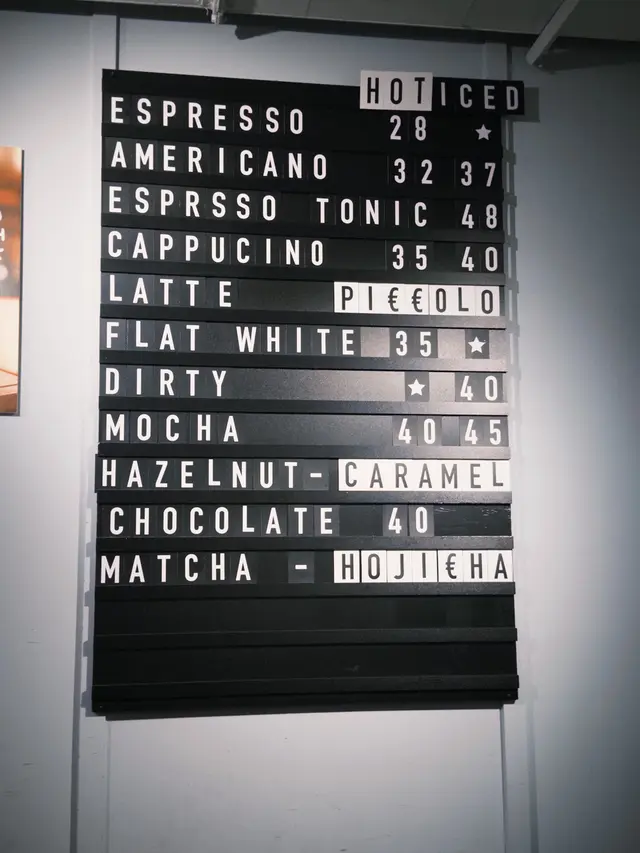 HOT ICED
ESPRESSO 28 ★
AMERICANO 32 37
ESPRSSO TONIC 48
CAPPUCINO 35 40
LATTE PI€€OLO
FLAT WHITE 35 ★
DIRTY ★ 40
MOCHA 40 45
HAZELNUT- CARAMEL
CHOCOLATE 40
MATCHA - HOJI€HA